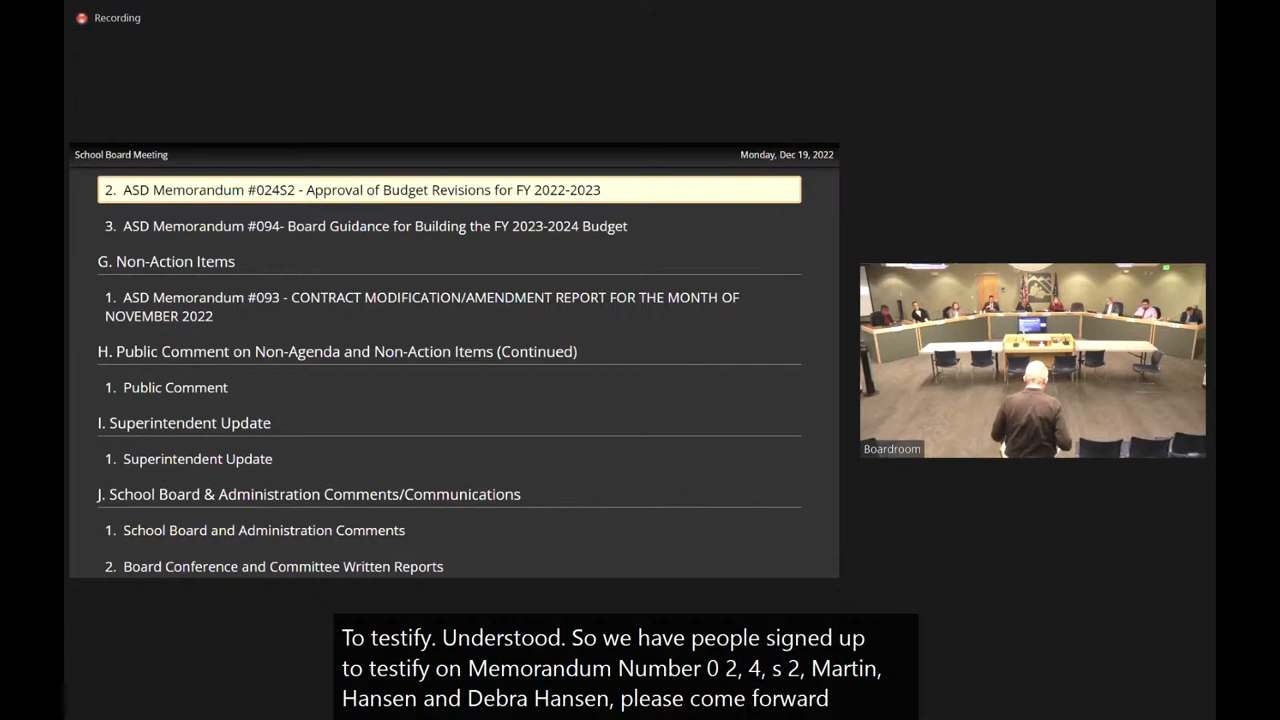 Recording
School Board Meeting
Monday, Dec 19, 2022
2. ASD Memorandum #024S2 - Approval of Budget Revisions for FY 2022-2023
3. ASD Memorandum #094- Board Guidance for Building the FY 2023-2024 Budget
G. Non-Action Items
1. ASD Memorandum #093 - CONTRACT MODIFICATION/AMENDMENT REPORT FOR THE MONTH OF
NOVEMBER 2022
H. Public Comment on Non-Agenda and Non-Action Items (Continued)
1. Public Comment
I. Superintendent Update
1. Superintendent Update
J. School Board & Administration Comments/Communications
1. School Board and Administration Comments
2. Board Conference and Committee Written Reports
Boardroom
To testify. Understood. So we have people signed up
to testify on Memorandum Number 0 2, 4, s 2, Martin,
Hansen and Debra Hansen, please come forward